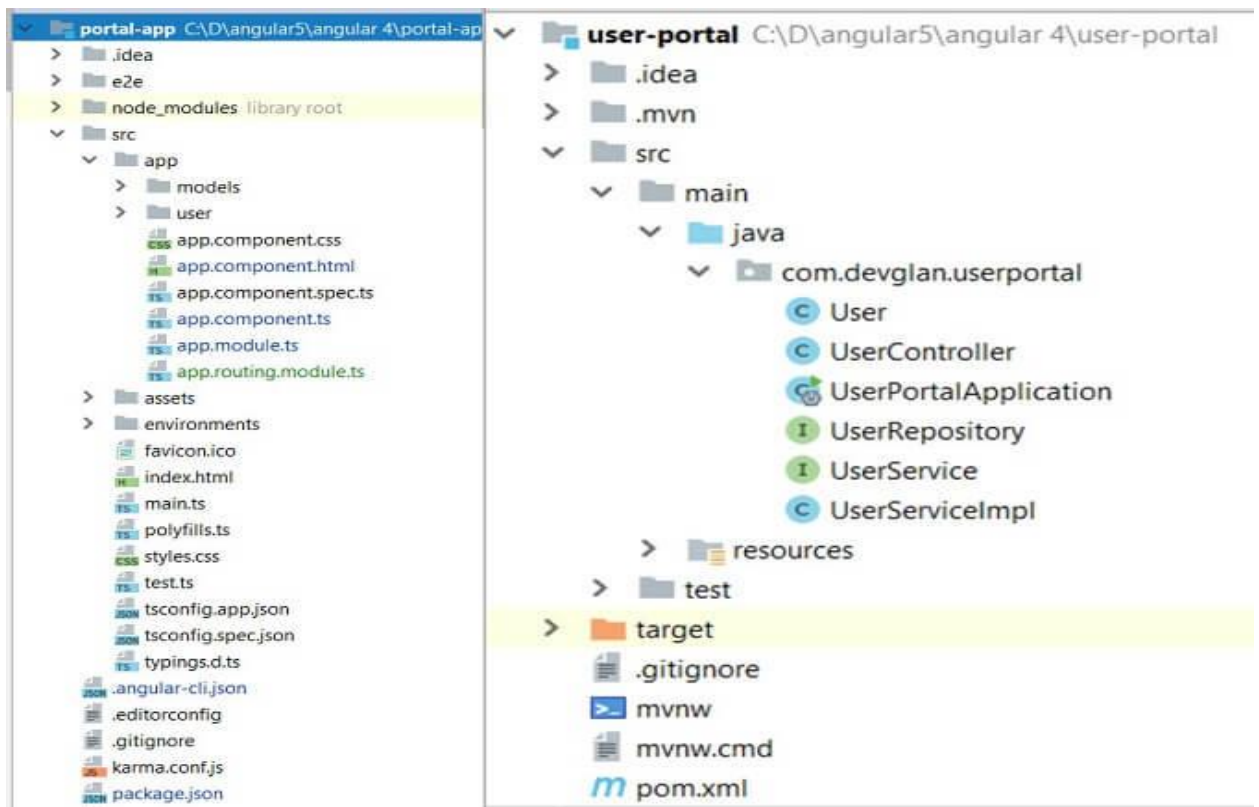 portal-app C:\D\angular5\angular 4\portal-ap
.idea
e2e
node_modules library root
src
app
models
user
app.component.css
app.component.html
app.component.spec.ts
app.component.ts
app.module.ts
app.routing.module.ts
assets
environments
favicon.ico
index.html
main.ts
polyfills.ts
styles.css
test.ts
tsconfig.app.json
tsconfig.spec.json
typings.d.ts
.angular-cli.json
.editorconfig
.gitignore
karma.conf.js
package.json
user-portal C:\D\angular5\angular 4\user-portal
.idea
.mvn
src
main
java
com.devglan.userportal
C User
C UserController
UserPortalApplication
I UserRepository
I UserService
C UserServiceImpl
resources
test
target
.gitignore
mvnw
mvnw.cmd
m pom.xml